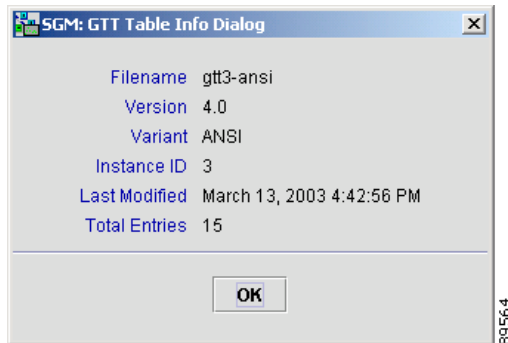 SGM: GTT Table Info Dialog
Filename gtt3-ansi
Version 4.0
Variant ANSI
Instance ID 3
Last Modified March 13, 2003 4:42:56 PM
Total Entries 15
OK
89564